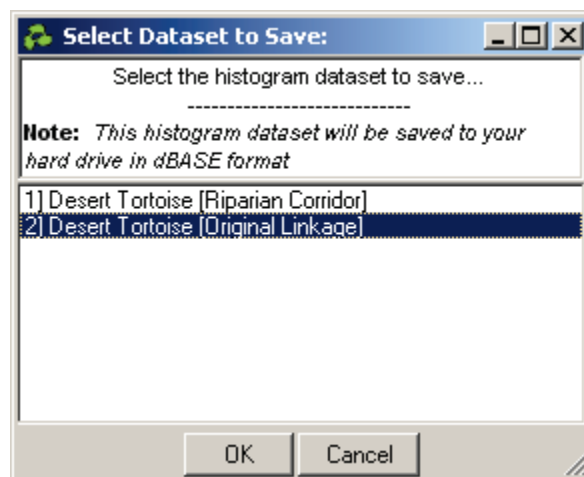 Select Dataset to Save:
Select the histogram dataset to save...
----------------------------
Note: This histogram dataset will be saved to your
hard drive in dBASE format
1] Desert Tortoise [Riparian Corridor]
2] Desert Tortoise [Original Linkage]
OK Cancel